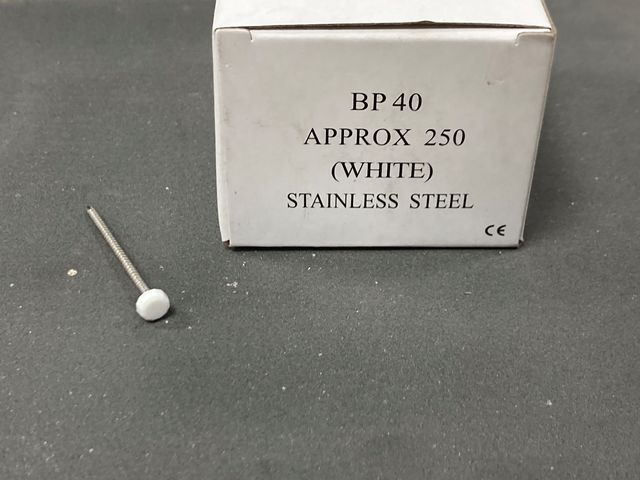 BP 40
APPROX 250
(WHITE)
STAINLESS STEEL
CE